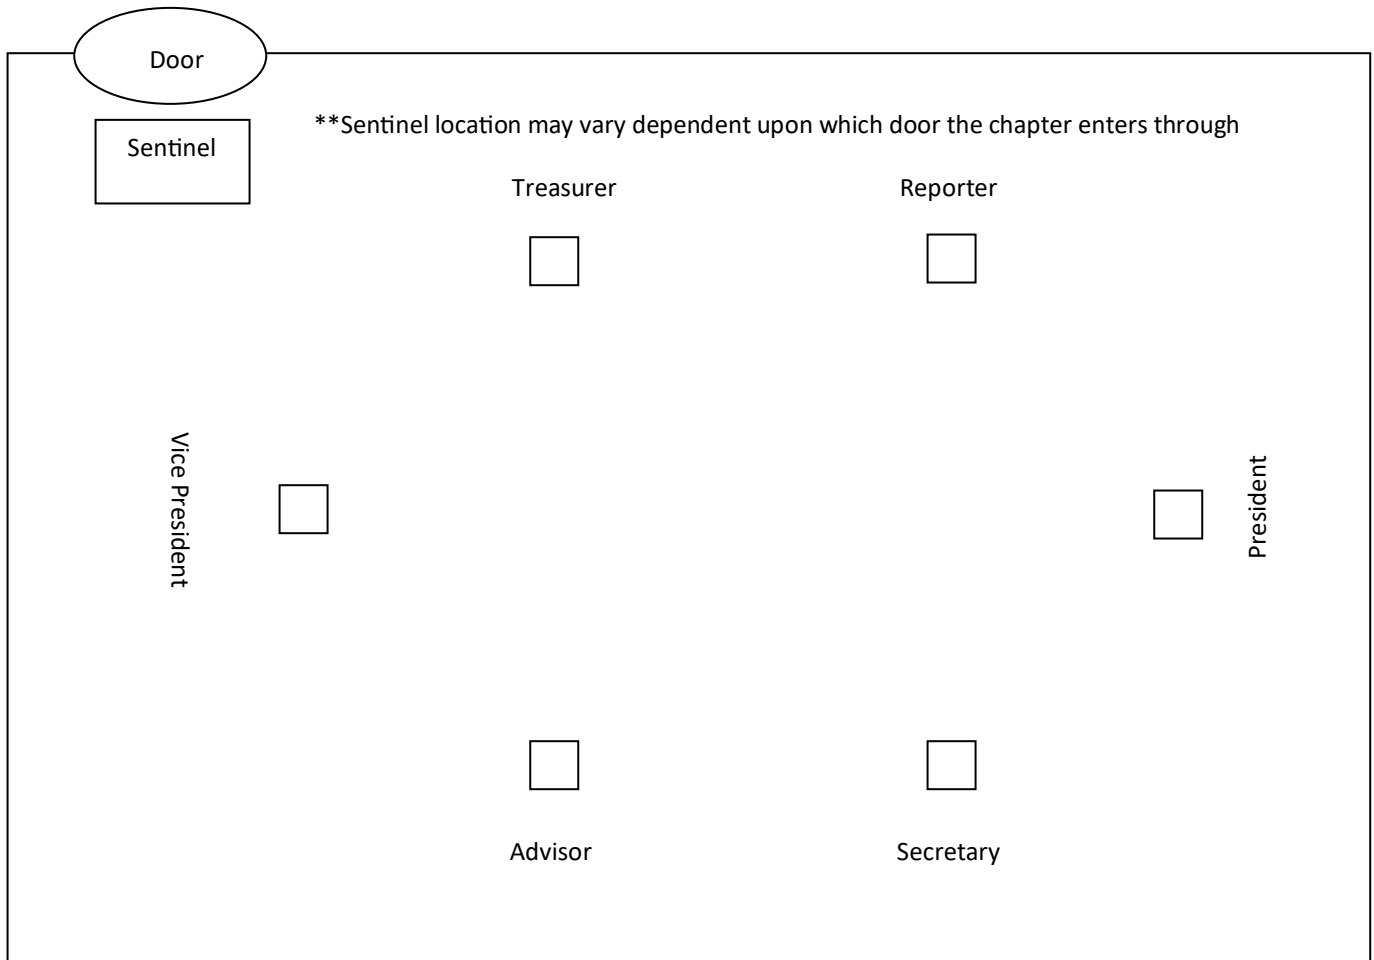 Door
**Sentinel location may vary dependent upon which door the chapter enters through
Sentinel
Treasurer
Reporter
Vice President
President
Advisor
Secretary